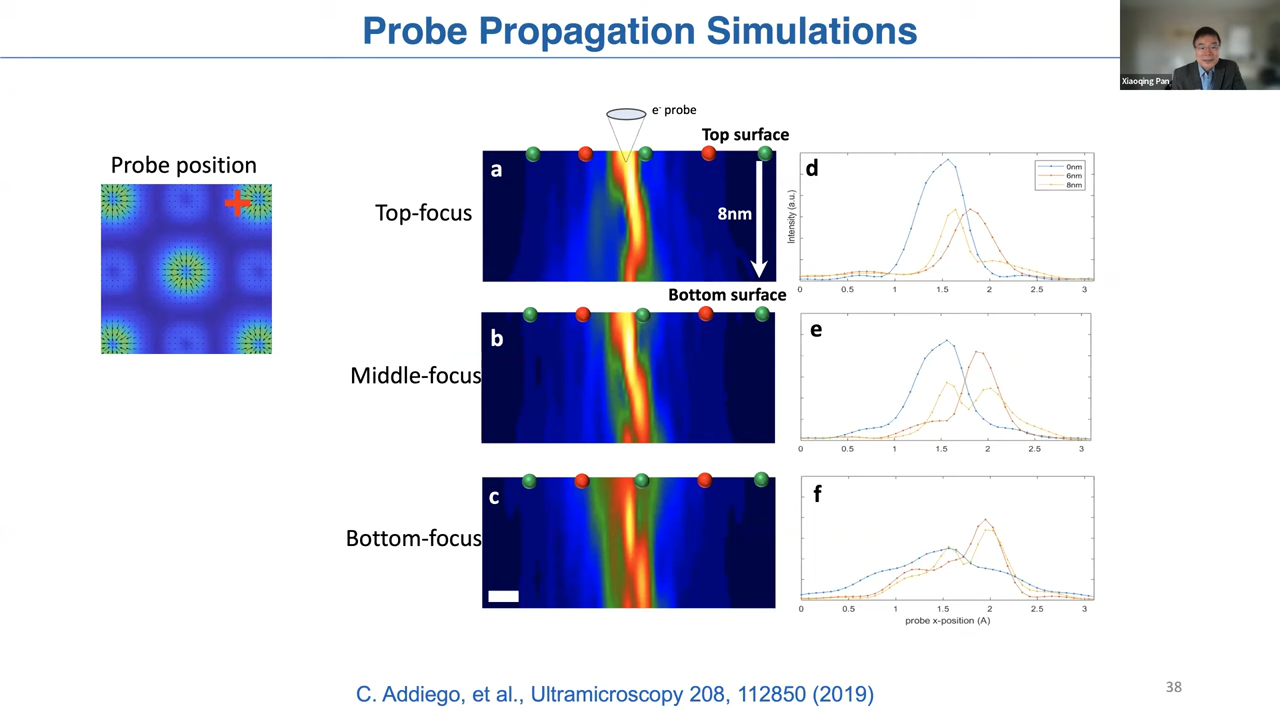 Probe Propagation Simulations
Xiaoqing Pan
e- probe
Top surface
Probe position
a
d
0nm
6nm
8nm
Top-focus
8nm
Intensity (a.u.)
0 0.5 1 1.5 2 2.5 3
Bottom surface
b
e
Middle-focus
0 0.5 1 1.5 2 2.5 3
c
f
Bottom-focus
0 0.5 1 1.5 2 2.5 3
probe x-position (A)
C. Addiego, et al., Ultramicroscopy 208, 112850 (2019)
38